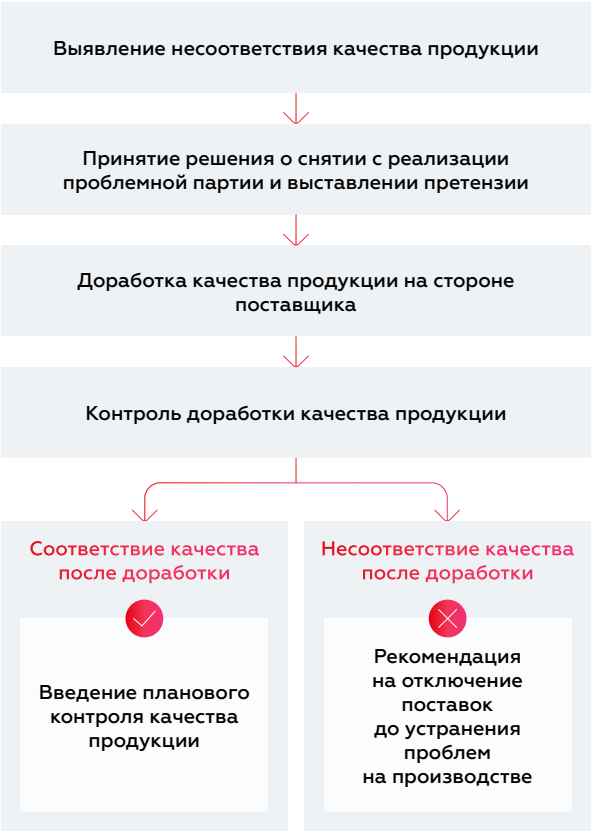 Выявление несоответствия качества продукции
Принятие решения о снятии с реализации
проблемной партии и выставлении претензии
Доработка качества продукции на стороне
поставщика
Контроль доработки качества продукции
Соответствие качества
после доработки
Введение планового
контроля качества
продукции
Несоответствие качества
после доработки
Рекомендация
на отключение
поставок
до устранения
проблем
на производстве